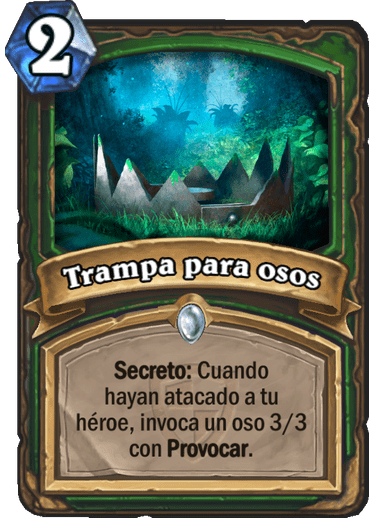 2
Trampa para osos
Secreto: Cuando
hayan atacado a tu
héroe, invoca un oso 3/3
con Provocar.